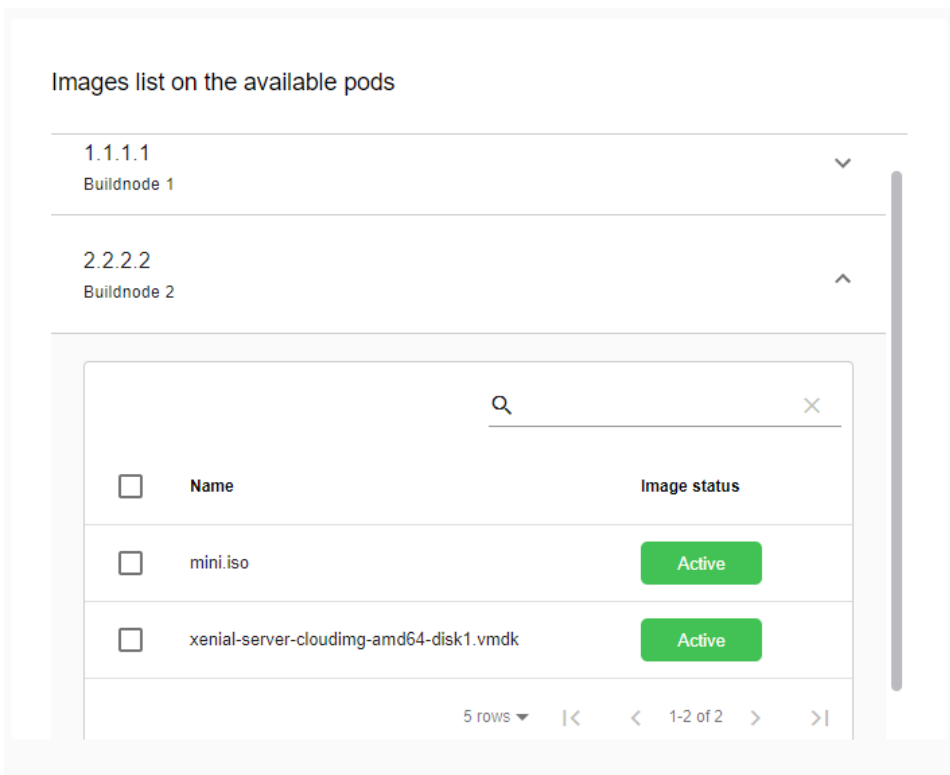 Images list on the available pods
1.1.1.1
Buildnode 1
2.2.2.2
Buildnode 2
Name Image status
mini.iso Active
xenial-server-cloudimg-amd64-disk1.vmdk Active
5 rows 1-2 of 2